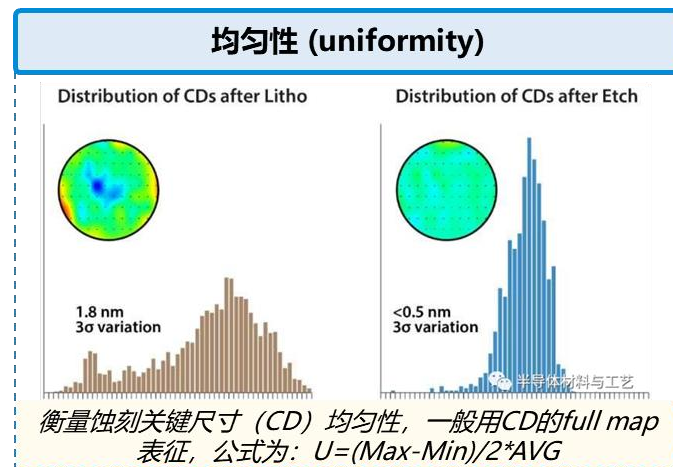 均匀性 (uniformity)
Distribution of CDs after Litho
Distribution of CDs after Etch
1.8 nm
3σ variation
<0.5 nm
3σ variation
半导体材料与工艺
衡量蚀刻关键尺寸（CD）均匀性，一般用CD的full map
表征，公式为：U=(Max-Min)/2*AVG